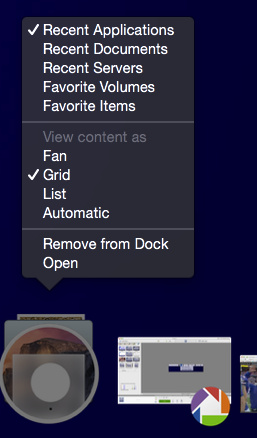 Recent Applications
Recent Documents
Recent Servers
Favorite Volumes
Favorite Items
View content as
Fan
Grid
List
Automatic
Remove from Dock
Open